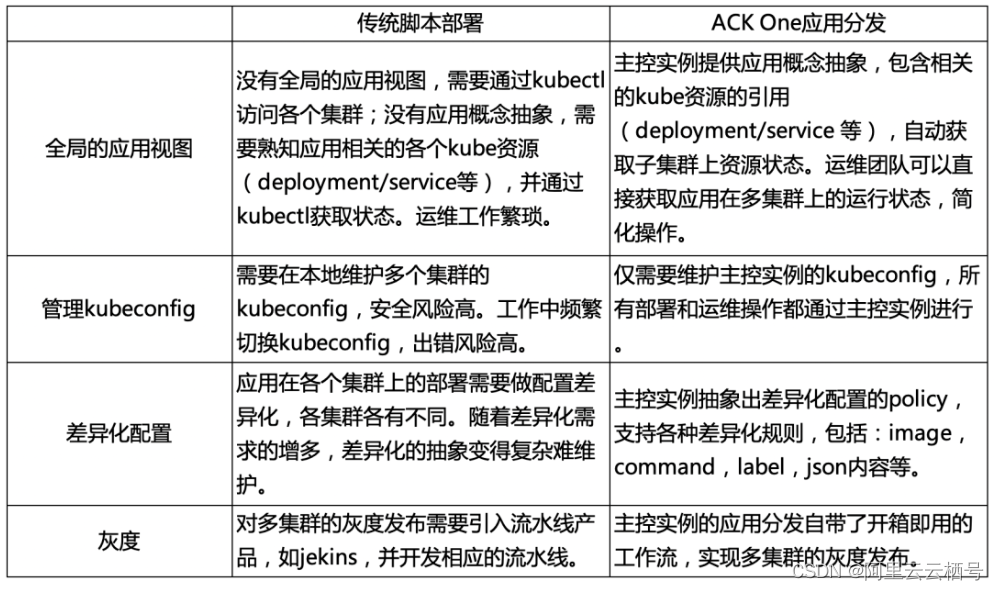 传统脚本部署
ACK One应用分发
全局的应用视图
没有全局的应用视图，需要通过kubectl
访问各个集群；没有应用概念抽象，需
要熟知应用相关的各个kube资源
（deployment/service等），并通过
kubectl获取状态。运维工作繁琐。
主控实例提供应用概念抽象，包含相关
的kube资源的引用
（deployment/service 等），自动获
取子集群上资源状态。运维团队可以直
接获取应用在多集群上的运行状态，简
化操作。
管理kubeconfig
需要在本地维护多个集群的
kubeconfig，安全风险高。工作中频繁
切换kubeconfig，出错风险高。
仅需要维护主控实例的kubeconfig，所
有部署和运维操作都通过主控实例进行
。
差异化配置
应用在各个集群上的部署需要做配置差
异化，各集群各有不同。随着差异化需
求的增多，差异化的抽象变得复杂难维
护。
主控实例抽象出差异化配置的policy，
支持各种差异化规则，包括：image，
command，label，json内容等。
灰度
对多集群的灰度发布需要引入流水线产
品，如jekins，并开发相应的流水线。
主控实例的应用分发自带了开箱即用的
工作流，实现多集群的灰度发布。
CSDN @阿里云云栖号